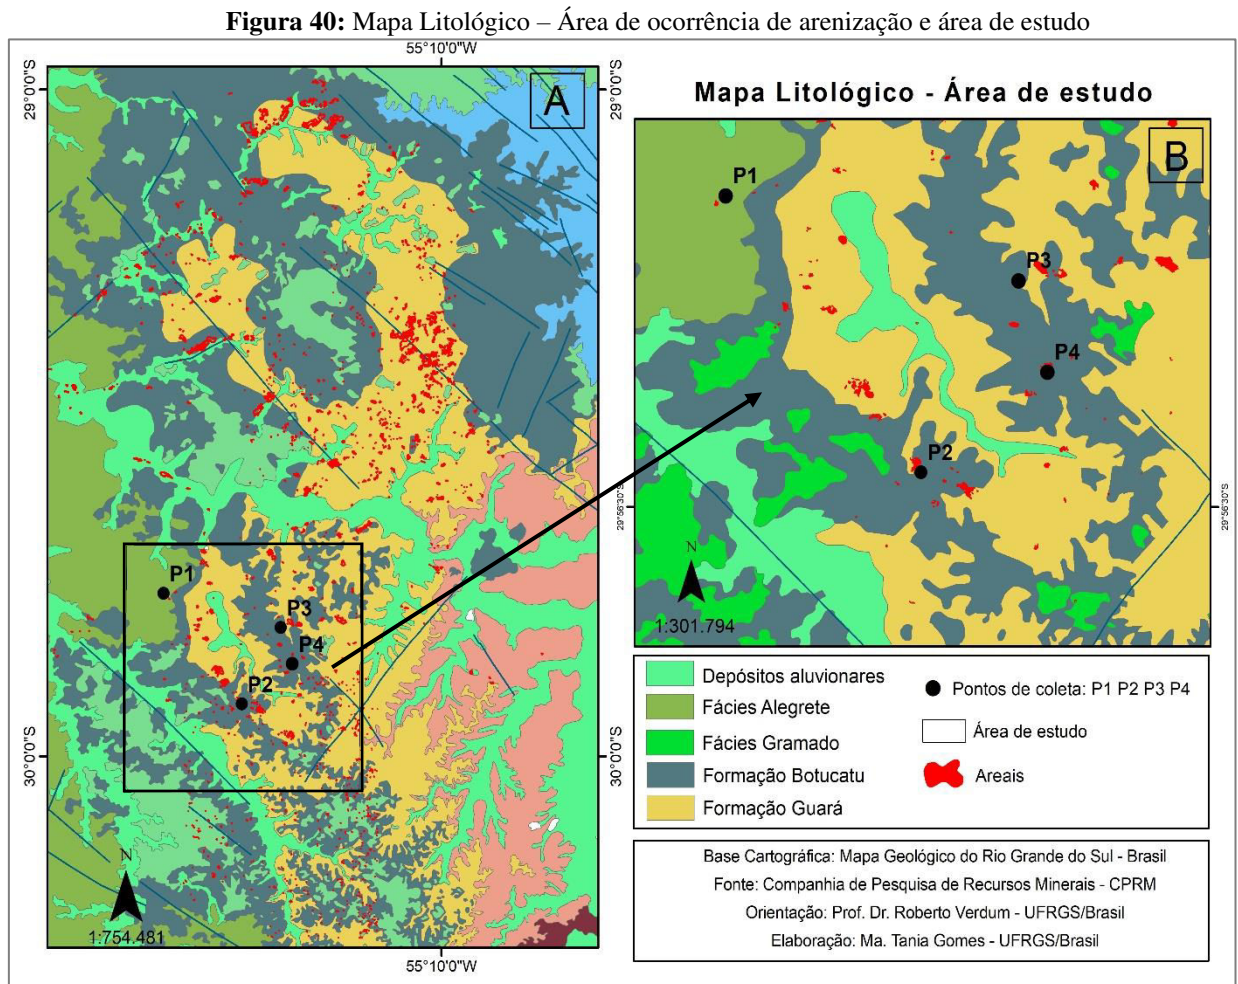 Figura 40: Mapa Litológico – Área de ocorrência de arenização e área de estudo
55°10'0"W
29°0'0"S
A
P1
P3
P4
P2
30°0'0"S
N
1:754.481
55°10'0"W
Mapa Litológico - Área de estudo
29°0'0"S
B
P1
P3
P4
P2
29°56'30"S
29°56'30"S
N
1:301.794
30°0'0"S
Depósitos aluvionares
Fácies Alegrete
Fácies Gramado
Formação Botucatu
Formação Guará
Pontos de coleta: P1 P2 P3 P4
Área de estudo
Areais
Base Cartográfica: Mapa Geológico do Rio Grande do Sul - Brasil
Fonte: Companhia de Pesquisa de Recursos Minerais - CPRM
Orientação: Prof. Dr. Roberto Verdum - UFRGS/Brasil
Elaboração: Ma. Tania Gomes - UFRGS/Brasil